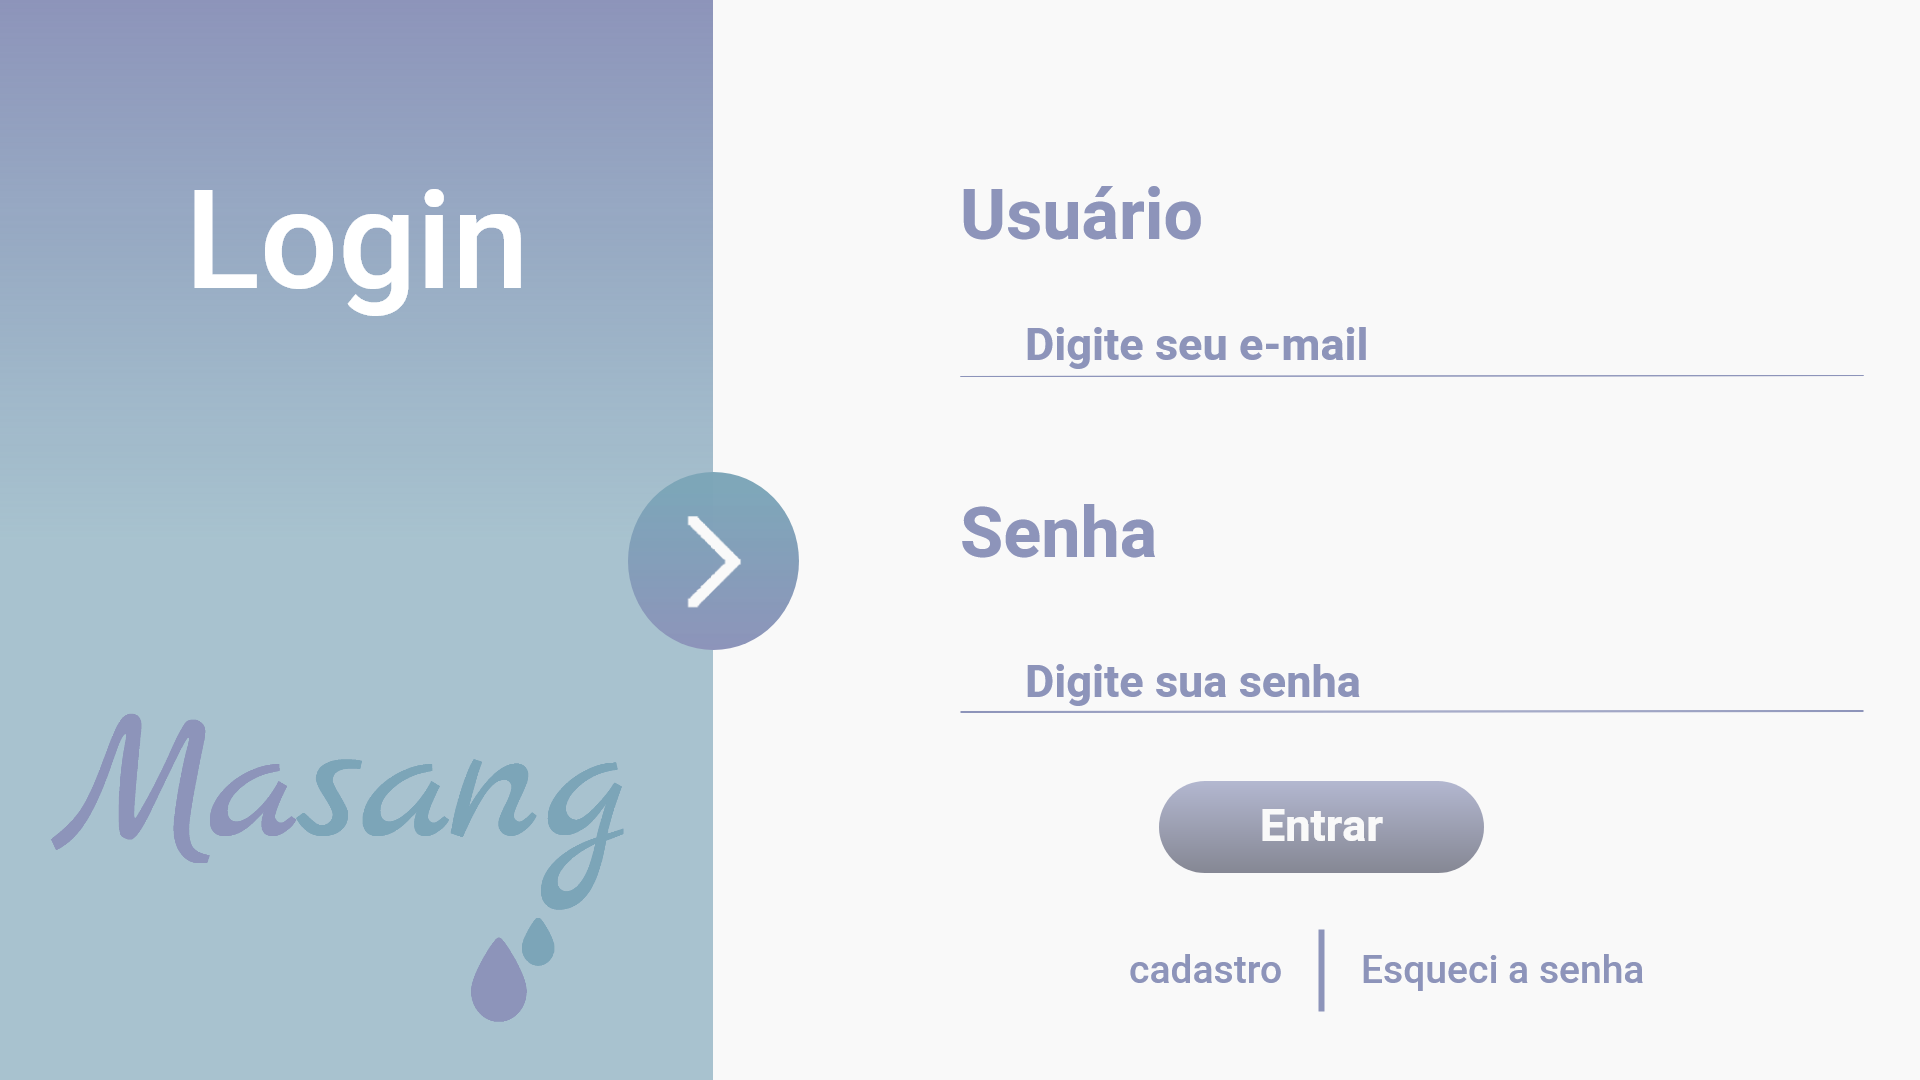 Login
Masang
Usuário
Digite seu e-mail
Senha
Digite sua senha
Entrar
cadastro
Esqueci a senha